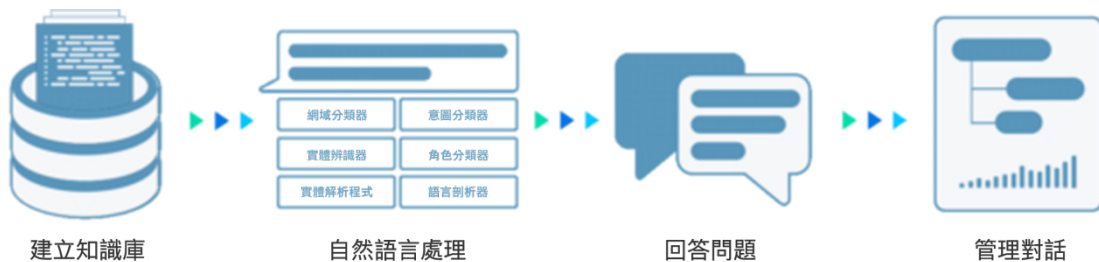 網域分類器
意圖分類器
實體辨識器
角色分類器
實體解析程式
語言剖析器
建立知識庫
自然語言處理
回答問題
管理對話